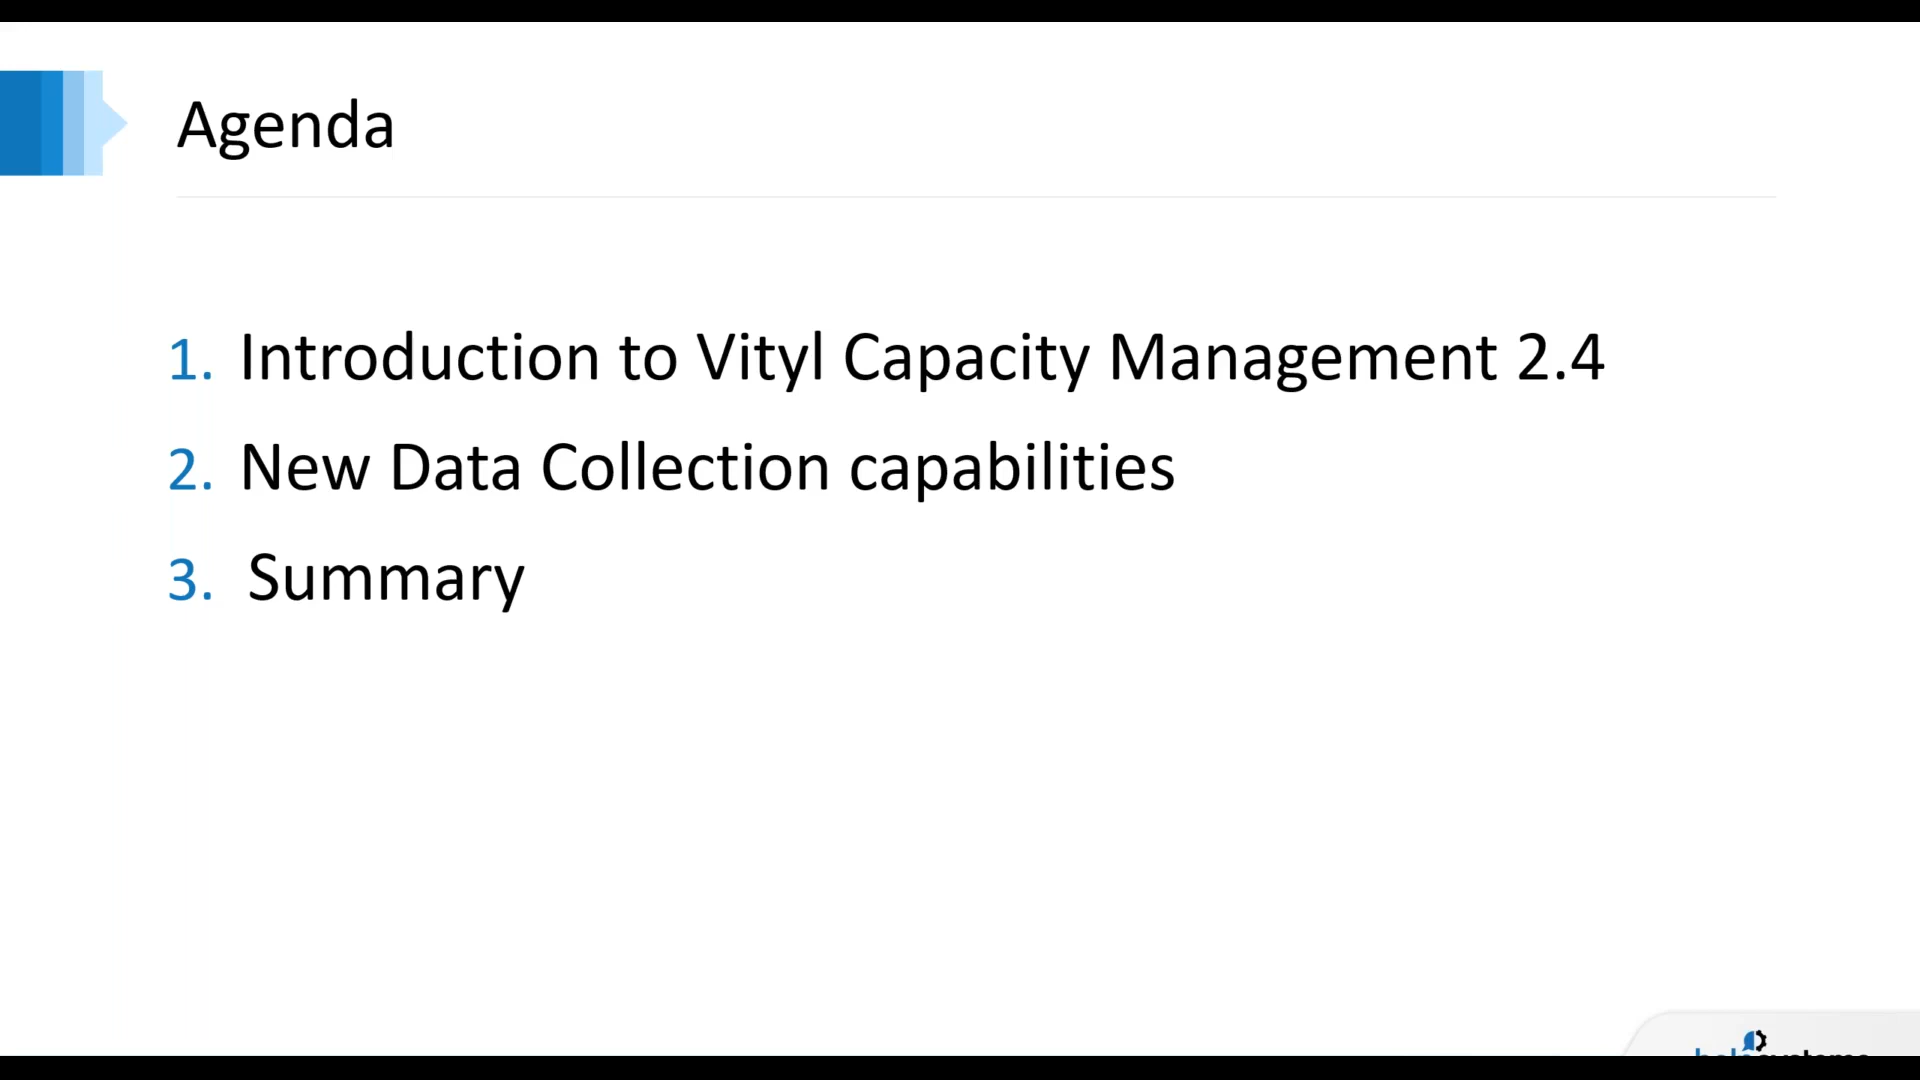 Agenda
1. Introduction to Vityl Capacity Management 2.4
2. New Data Collection capabilities
3. Summary